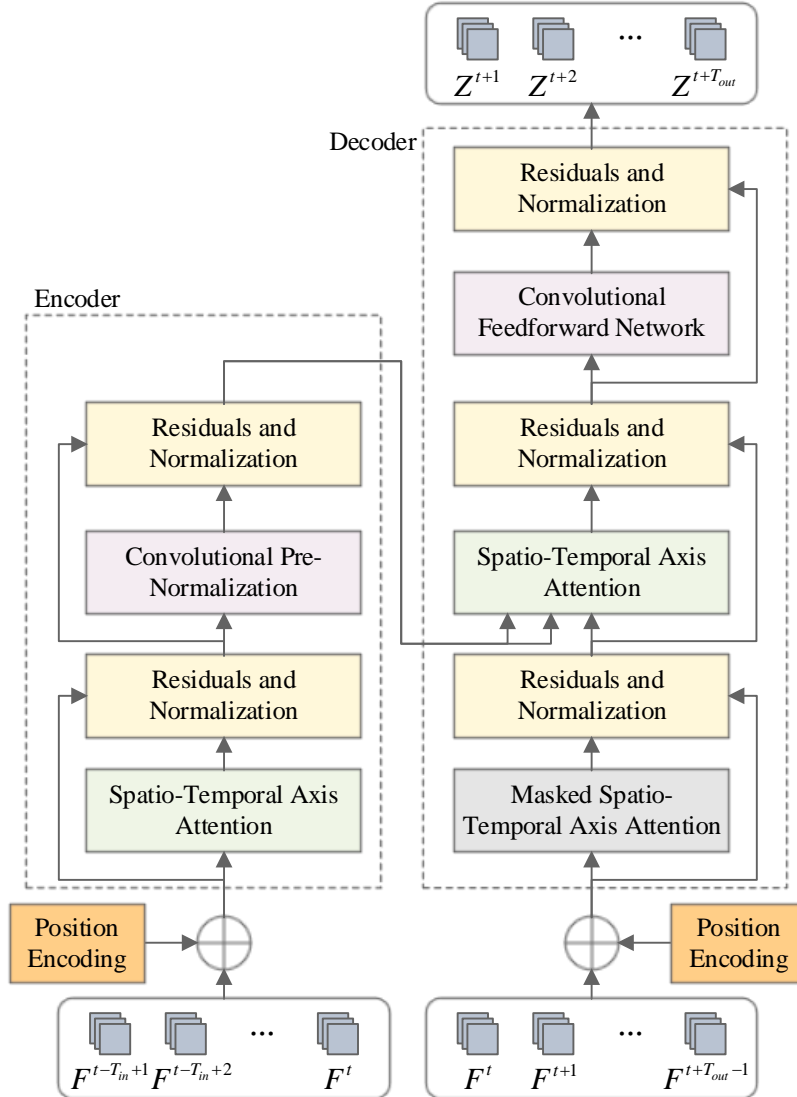 Z^{t+1} Z^{t+2} ... Z^{t+T_{out}}
Decoder
Residuals and
Normalization
Convolutional
Feedforward Network
Residuals and
Normalization
Spatio-Temporal Axis
Attention
Residuals and
Normalization
Masked Spatio-
Temporal Axis Attention
Position
Encoding
F^{t} F^{t+1} ... F^{t+T_{out}-1}
Encoder
Residuals and
Normalization
Convolutional Pre-
Normalization
Residuals and
Normalization
Spatio-Temporal Axis
Attention
Position
Encoding
F^{t-T_{in}+1} F^{t-T_{in}+2} ... F^{t}